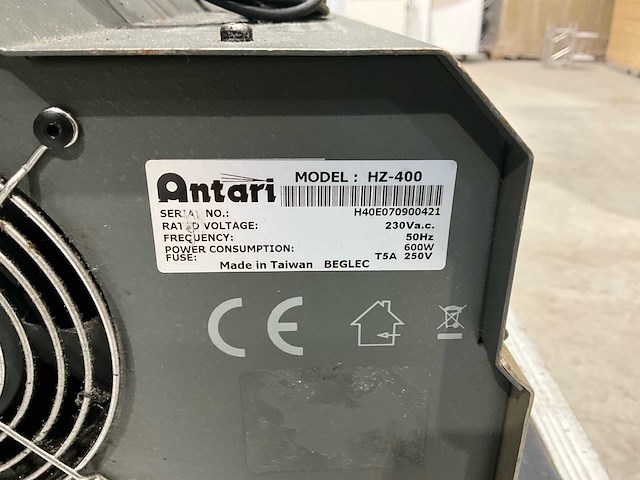 Antari MODEL : HZ-400
SERIAL NO.: H40E070900421
RATED VOLTAGE: 230Va.c.
FREQUENCY: 50Hz
POWER CONSUMPTION: 600W
FUSE: T5A 250V
Made in Taiwan BEGLEC
CE